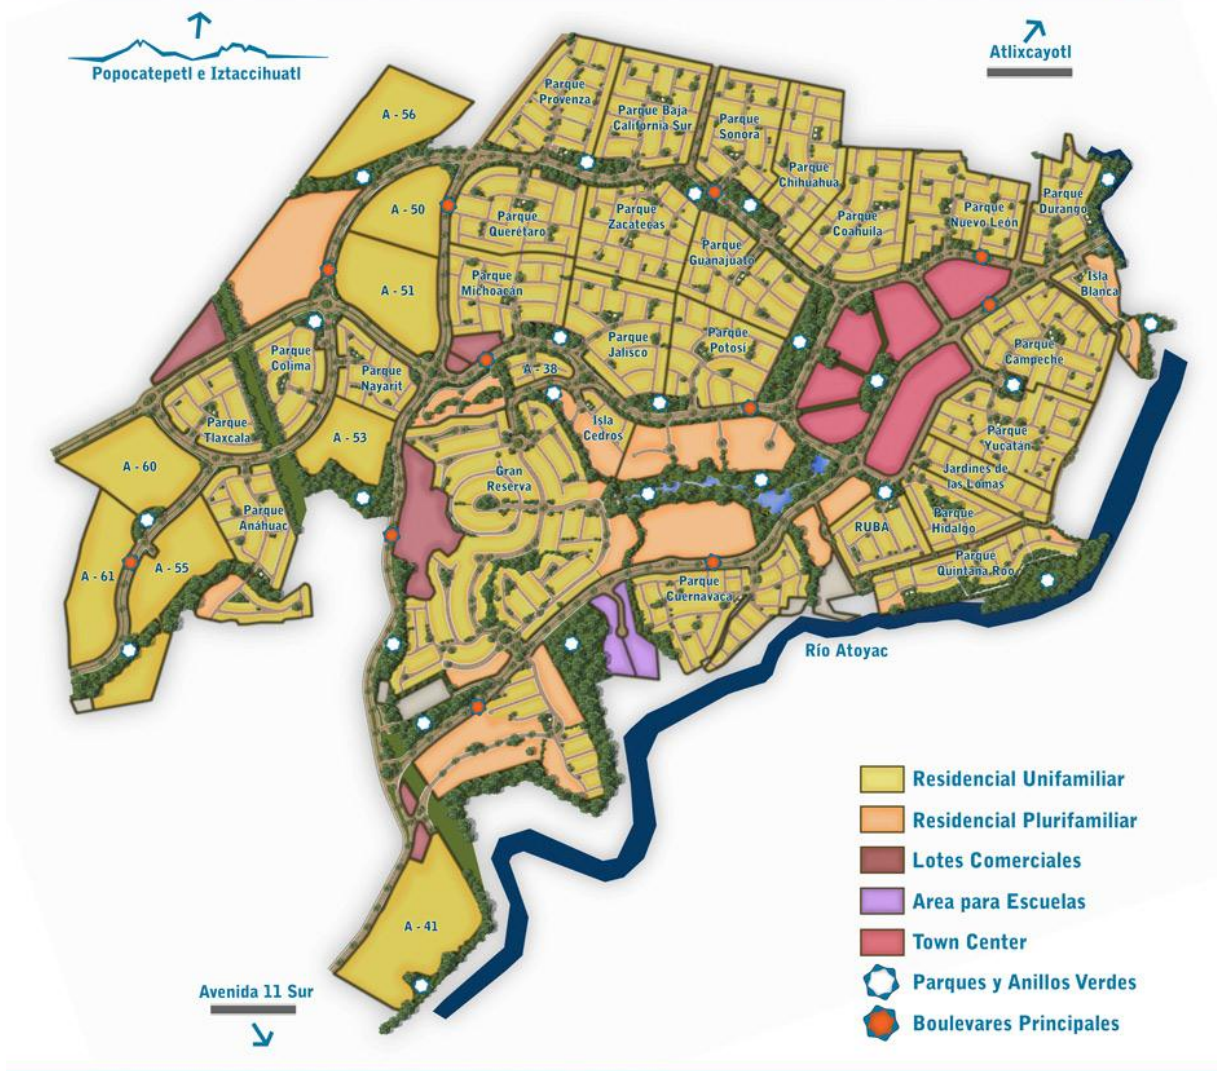 Popocatepetl e Iztaccihuatl
Atlixcayotl
A - 56
Parque
Provenza
Parque Baja
California Sur
Parque
Sonora
Parque
Chihuahua
A - 50
Parque
Querétaro
Parque
Zacatecas
Parque
Guanajuato
Parque
Coahuila
Parque
Nuevo León
Parque
Durango
A - 51
Parque
Michoacán
Isla
Blanca
Parque
Colima
Parque
Nayarit
A - 38
Parque
Jalisco
Parque
Potosí
Parque
Campeche
Parque
Tlaxcala
A - 53
Isla
Cedros
Parque
Yucatán
A - 60
Gran
Reserva
Jardines de
las Lomas
Parque
Anáhuac
RUBA
Parque
Hidalgo
A - 61
A - 55
Parque
Cuernavaca
Parque
Quintana Roo
Río Atoyac
A - 41
Avenida 11 Sur
Residencial Unifamiliar
Residencial Plurifamiliar
Lotes Comerciales
Area para Escuelas
Town Center
Parques y Anillos Verdes
Boulevares Principales